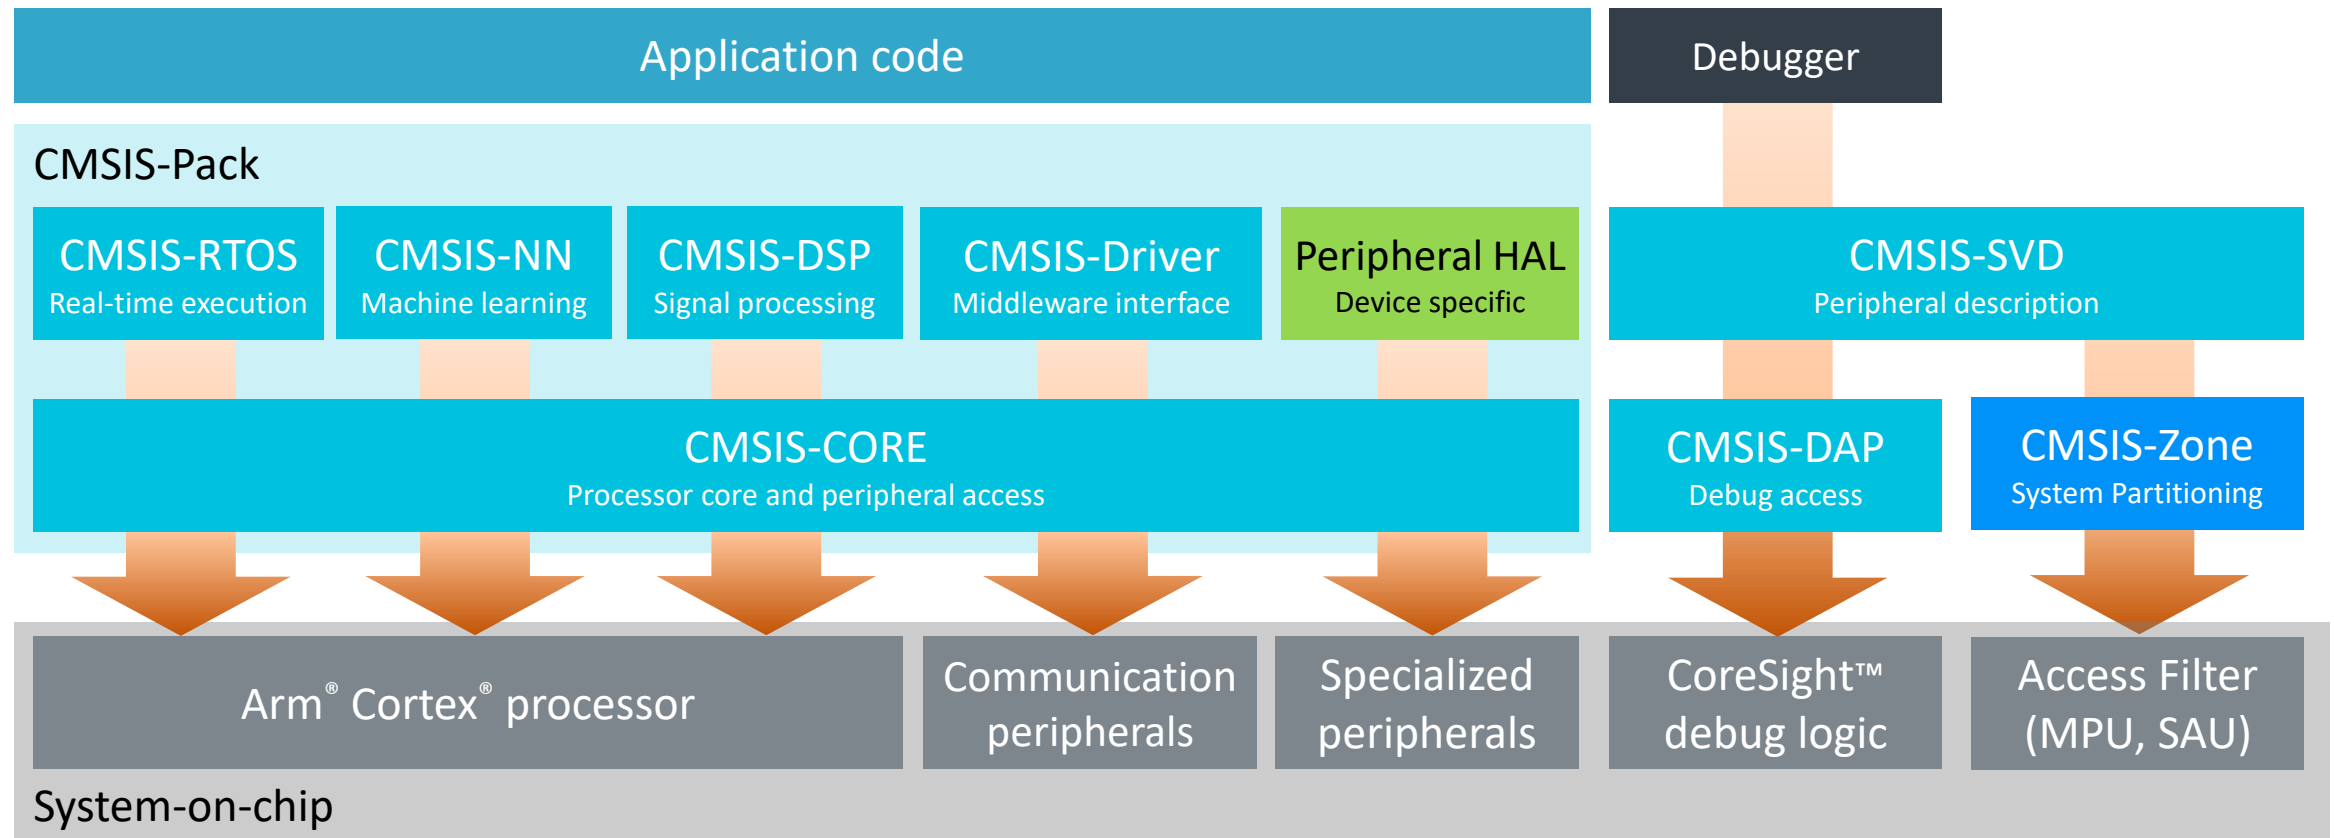 Application code
Debugger
CMSIS-Pack
CMSIS-RTOS
Real-time execution
CMSIS-NN
Machine learning
CMSIS-DSP
Signal processing
CMSIS-Driver
Middleware interface
Peripheral HAL
Device specific
CMSIS-SVD
Peripheral description
CMSIS-CORE
Processor core and peripheral access
CMSIS-DAP
Debug access
CMSIS-Zone
System Partitioning
Arm® Cortex® processor
Communication
peripherals
Specialized
peripherals
CoreSight™
debug logic
Access Filter
(MPU, SAU)
System-on-chip